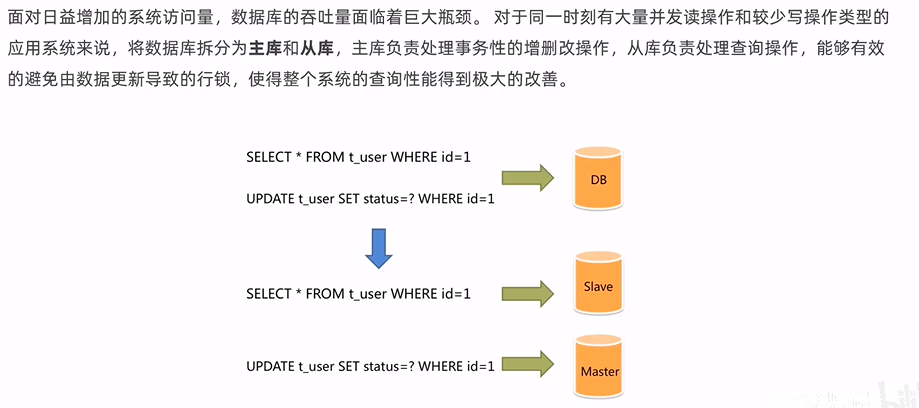 面对日益增加的系统访问量，数据库的吞吐量面临着巨大瓶颈。 对于同一时刻有大量并发读操作和较少写操作类型的
应用系统来说，将数据库拆分为主库和从库，主库负责处理事务性的增删改操作，从库负责处理查询操作，能够有效
的避免由数据更新导致的行锁，使得整个系统的查询性能得到极大的改善。
SELECT * FROM t_user WHERE id=1
DB
UPDATE t_user SET status=? WHERE id=1
SELECT * FROM t_user WHERE id=1
Slave
UPDATE t_user SET status=? WHERE id=1
Master